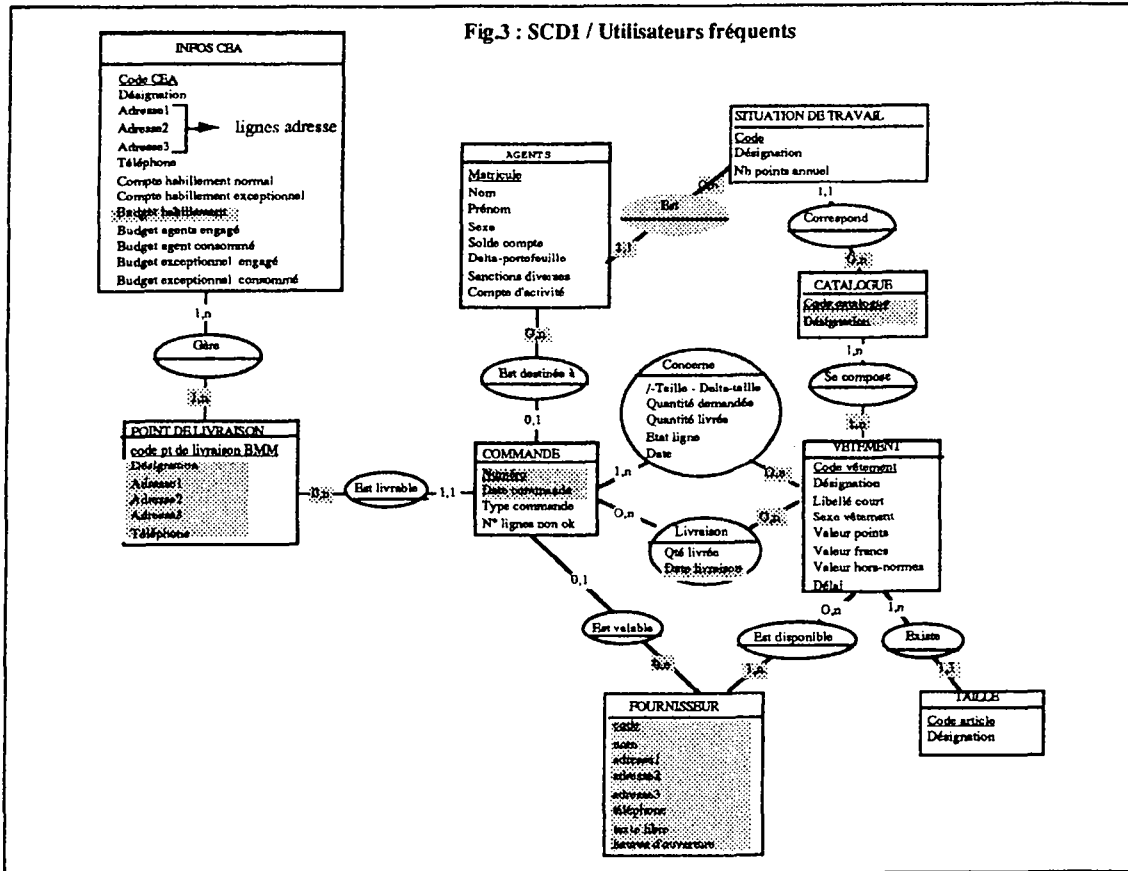 Fig.3 : SCD1 / Utilisateurs fréquents
INFOS CEA
Code CEA
Désignation
Adresse1
Adresse2
Adresse3
lignes adresse
Téléphone
Compte habillement normal
Compte habillement exceptionnel
Budget habillement
Budget agents engagé
Budget agent consommé
Budget exceptionnel engagé
Budget exceptionnel consommé
1,n
Gère
1,n
POINT DE LIVRAISON
code pt de livraison BMM
Désignation
Adresse1
Adresse2
Adresse3
Téléphone
0,n
Est livrable
1,1
AGENTS
Matricule
Nom
Prénom
Sexe
Solde compte
Delta-portefeuille
Sanctions diverses
Compte d'activité
0,n
Est destinée à
0,1
SITUATION DE TRAVAIL
Code
Désignation
Nb points annuel
0,n
Est
1,1
1,1
Correspond
0,n
CATALOGUE
Code catalogue
Désignation
1,n
Se compose
1,n
COMMANDE
Numéro
Date commande
Type commande
N° lignes non ok
Concerne
/-Taille - Delta-taille
Quantité demandée
Quantité livrée
Etat ligne
Date
1,n
O,n
O,n
Livraison
Qté livrée
Date livraison
O,n
VETEMENT
Code vêtement
Désignation
Libellé court
Sexe vêtement
Valeur points
Valeur francs
Valeur hors-normes
Délai
0,1
Est valable
0,n
O,n
Est disponible
1,n
1,n
Existe
1,1
FOURNISSEUR
code
nom
adresse1
adresse2
adresse3
téléphone
texte libre
heures d'ouverture
TAILLE
Code article
Désignation